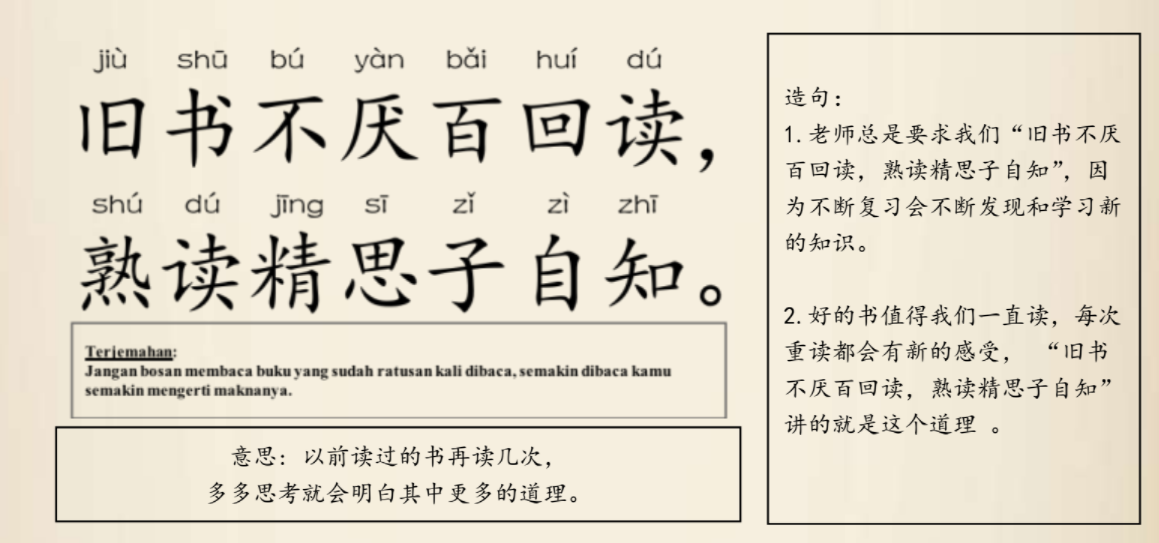 jiù shū bú yàn bǎi huí dú
旧书不厌百回读，
shú dú jīng sī zǐ zì zhī
熟读精思子自知。
Terjemahan:
Jangan bosan membaca buku yang sudah ratusan kali dibaca, semakin dibaca kamu
semakin mengerti maknanya.
意思：以前读过的书再读几次，
多多思考就会明白其中更多的道理。
造句：
1.老师总是要求我们“旧书不厌
百回读，熟读精思子自知”，因
为不断复习会不断发现和学习新
的知识。
2.好的书值得我们一直读，每次
重读都会有新的感受， “旧书
不厌百回读，熟读精思子自知”
讲的就是这个道理 。